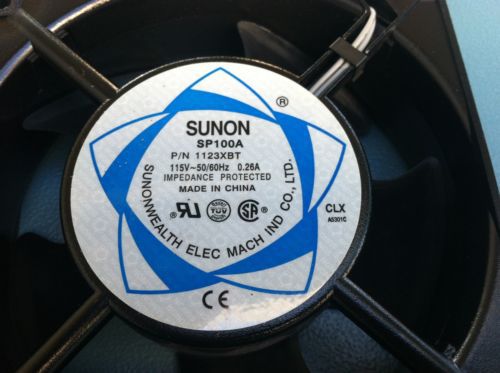 ®
SUNON
SP100A
P/N 1123XBT
115V~50/60Hz 0.26A
IMPEDANCE PROTECTED
MADE IN CHINA
TÜV
SUNONWEALTH ELEC MACH IND CO., LTD.
CLX
A5301C
CE